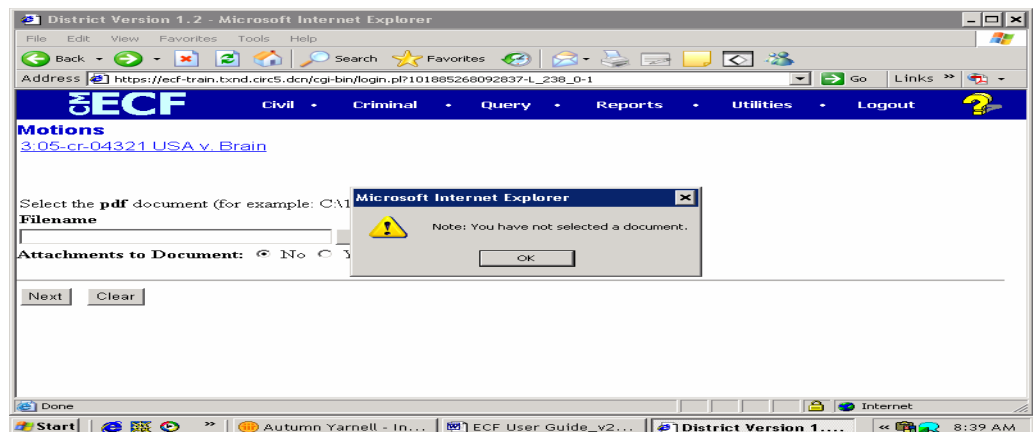 District Version 1.2 - Microsoft Internet Explorer
File Edit View Favorites Tools Help
Back Search Favorites
Address https://ecf-train.txnd.circ5.dcn/cgi-bin/login.pl?101885268092837-L_238_0-1 Go Links »
CM ECF Civil • Criminal • Query • Reports • Utilities • Logout ?
Motions
3:05-cr-04321 USA v. Brain
Select the pdf document (for example: C:\1
Filename
Attachments to Document: No
Microsoft Internet Explorer
Note: You have not selected a document.
OK
Next Clear
Done Internet
Start » Autumn Yarnell - In... ECF User Guide_v2... District Version 1.... « 8:39 AM